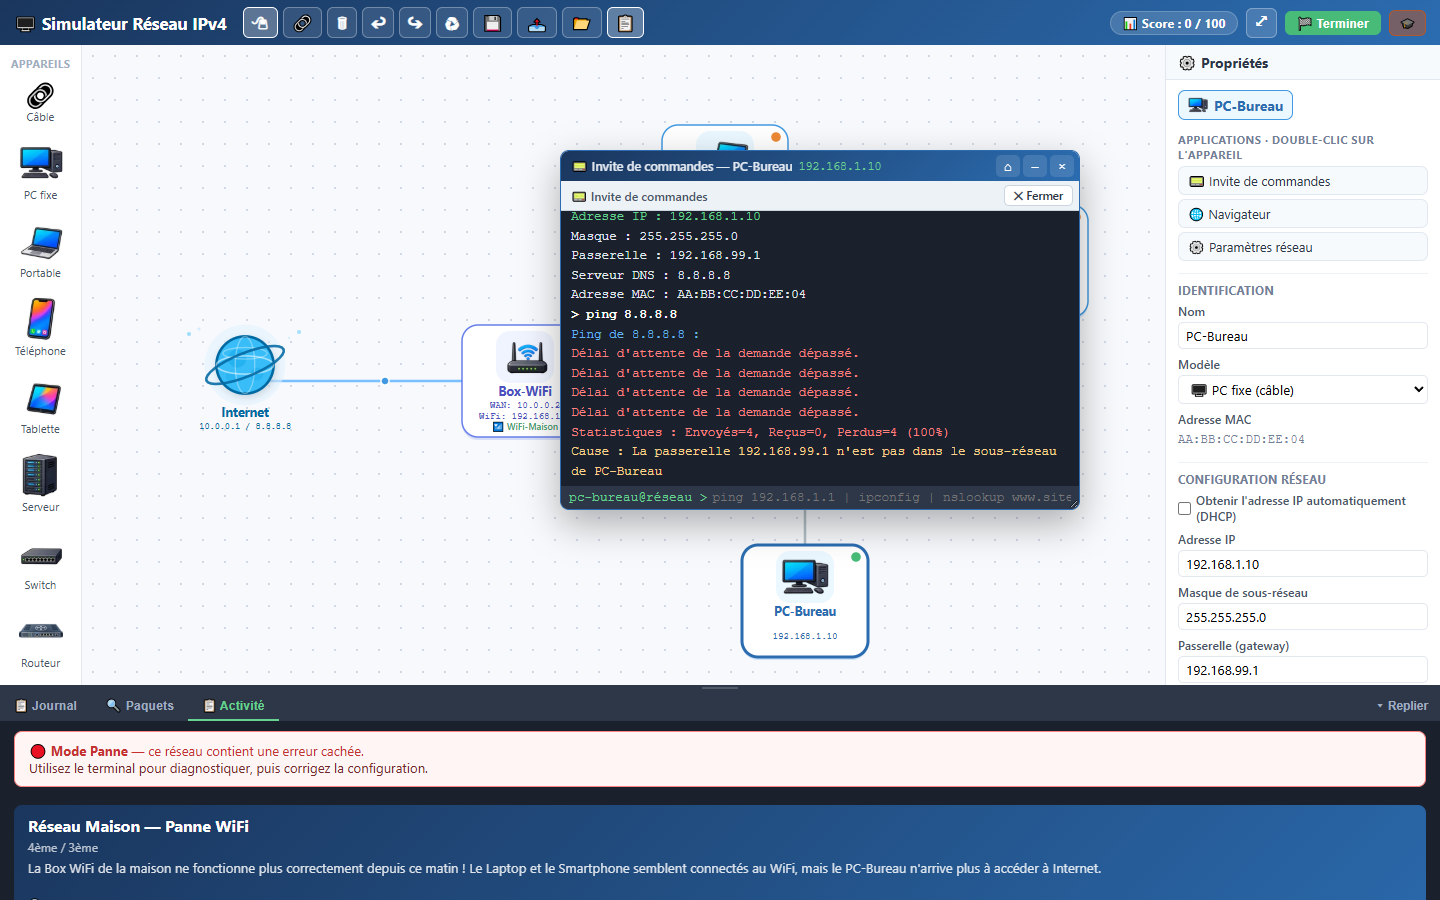 Simulateur Réseau IPv4
Score : 0 / 100
Terminer
APPAREILS
Câble
PC fixe
Portable
Téléphone
Tablette
Serveur
Switch
Routeur
Internet
10.0.0.1 / 8.8.8.8
Box-WiFi
WAN: 10.0.0.2
WiFi: 192.168.1
WiFi-Maison
Invite de commandes — PC-Bureau 192.168.1.10
Invite de commandes
Fermer
Adresse IP : 192.168.1.10
Masque : 255.255.255.0
Passerelle : 192.168.99.1
Serveur DNS : 8.8.8.8
Adresse MAC : AA:BB:CC:DD:EE:04
> ping 8.8.8.8
Ping de 8.8.8.8 :
Délai d'attente de la demande dépassé.
Délai d'attente de la demande dépassé.
Délai d'attente de la demande dépassé.
Délai d'attente de la demande dépassé.
Statistiques : Envoyés=4, Reçus=0, Perdus=4 (100%)
Cause : La passerelle 192.168.99.1 n'est pas dans le sous-réseau
de PC-Bureau
pc-bureau@réseau > ping 192.168.1.1 | ipconfig | nslookup www.site
PC-Bureau
192.168.1.10
Propriétés
PC-Bureau
APPLICATIONS · DOUBLE-CLIC SUR
L'APPAREIL
Invite de commandes
Navigateur
Paramètres réseau
IDENTIFICATION
Nom
PC-Bureau
Modèle
PC fixe (câble)
Adresse MAC
AA:BB:CC:DD:EE:04
CONFIGURATION RÉSEAU
Obtenir l'adresse IP automatiquement
(DHCP)
Adresse IP
192.168.1.10
Masque de sous-réseau
255.255.255.0
Passerelle (gateway)
192.168.99.1
Journal
Paquets
Activité
Replier
Mode Panne — ce réseau contient une erreur cachée.
Utilisez le terminal pour diagnostiquer, puis corrigez la configuration.
Réseau Maison — Panne WiFi
4ème / 3ème
La Box WiFi de la maison ne fonctionne plus correctement depuis ce matin ! Le Laptop et le Smartphone semblent connectés au WiFi, mais le PC-Bureau n'arrive plus à accéder à Internet.